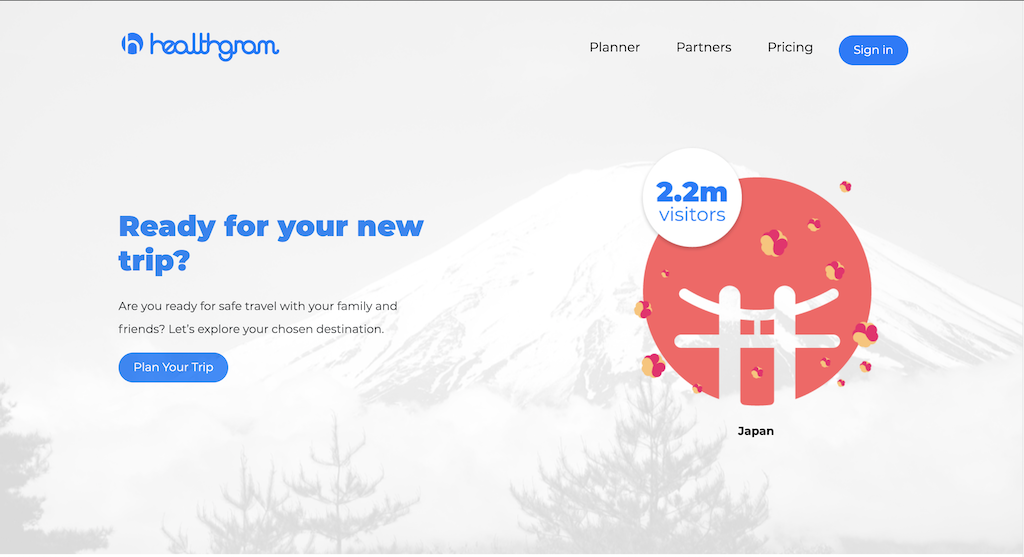 healthgram
Planner
Partners
Pricing
Sign in
2.2m
visitors
Ready for your new
trip?
Are you ready for safe travel with your family and
friends? Let's explore your chosen destination.
Plan Your Trip
Japan